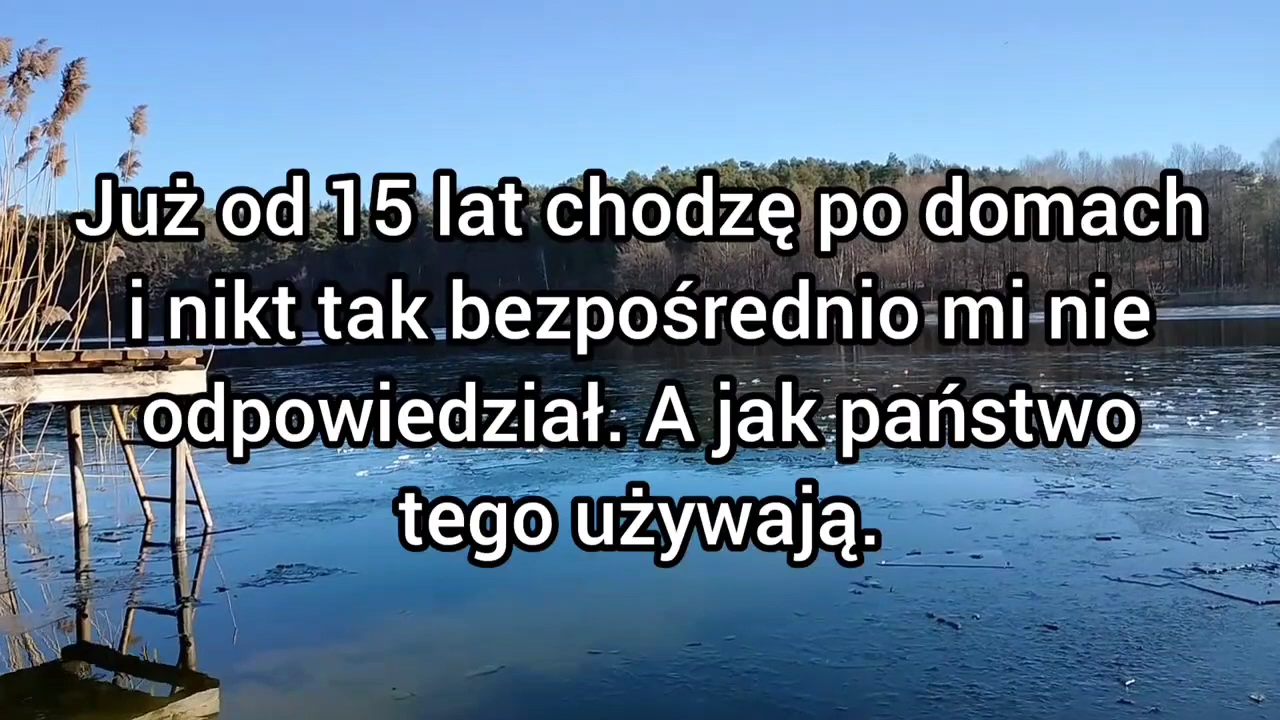 Już od 15 lat chodzę po domach
i nikt tak bezpośrednio mi nie
odpowiedział. A jak państwo
tego używają.